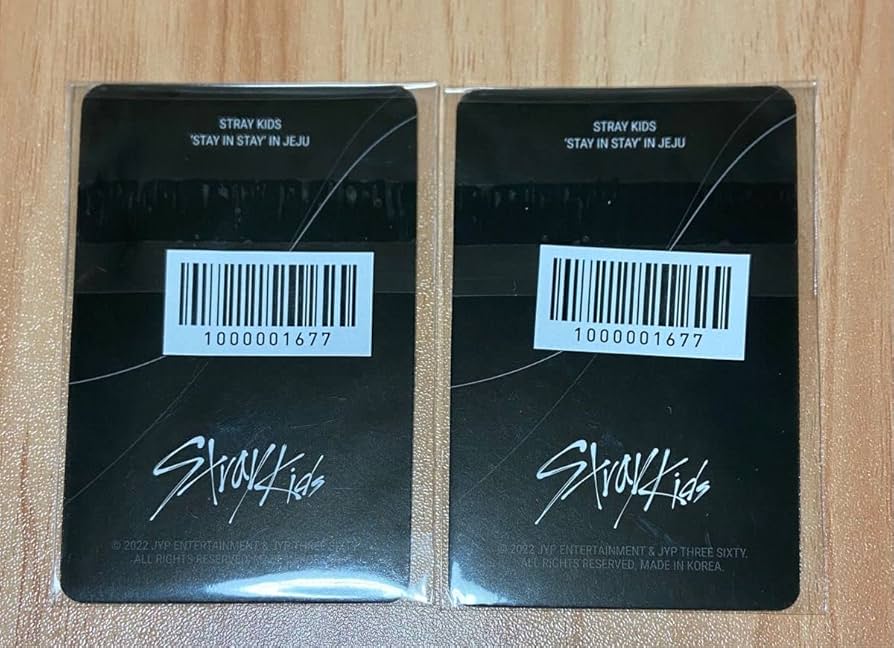 STRAY KIDS
'STAY IN STAY' IN JEJU
1000001677
Stray Kids
© 2022 JYP ENTERTAINMENT & JYP THREE SIXTY.
ALL RIGHTS RESERVED
STRAY KIDS
'STAY IN STAY' IN JEJU
1000001677
Stray Kids
© 2022 JYP ENTERTAINMENT & JYP THREE SIXTY.
ALL RIGHTS RESERVED. MADE IN KOREA.